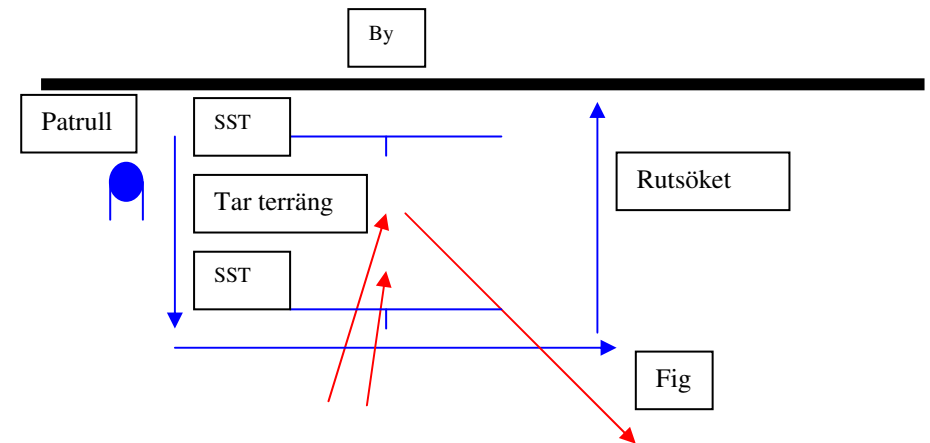 By
Patrull
SST
Tar terräng
Rutsöket
SST
Fig